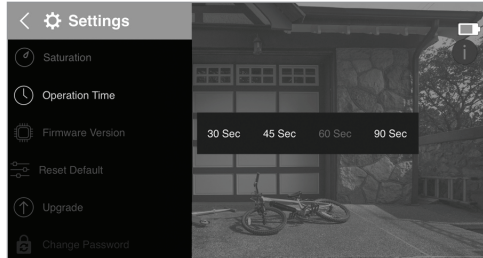 Settings
Saturation
Operation Time
Firmware Version
30 Sec 45 Sec 60 Sec 90 Sec
Reset Default
Upgrade
Change Password